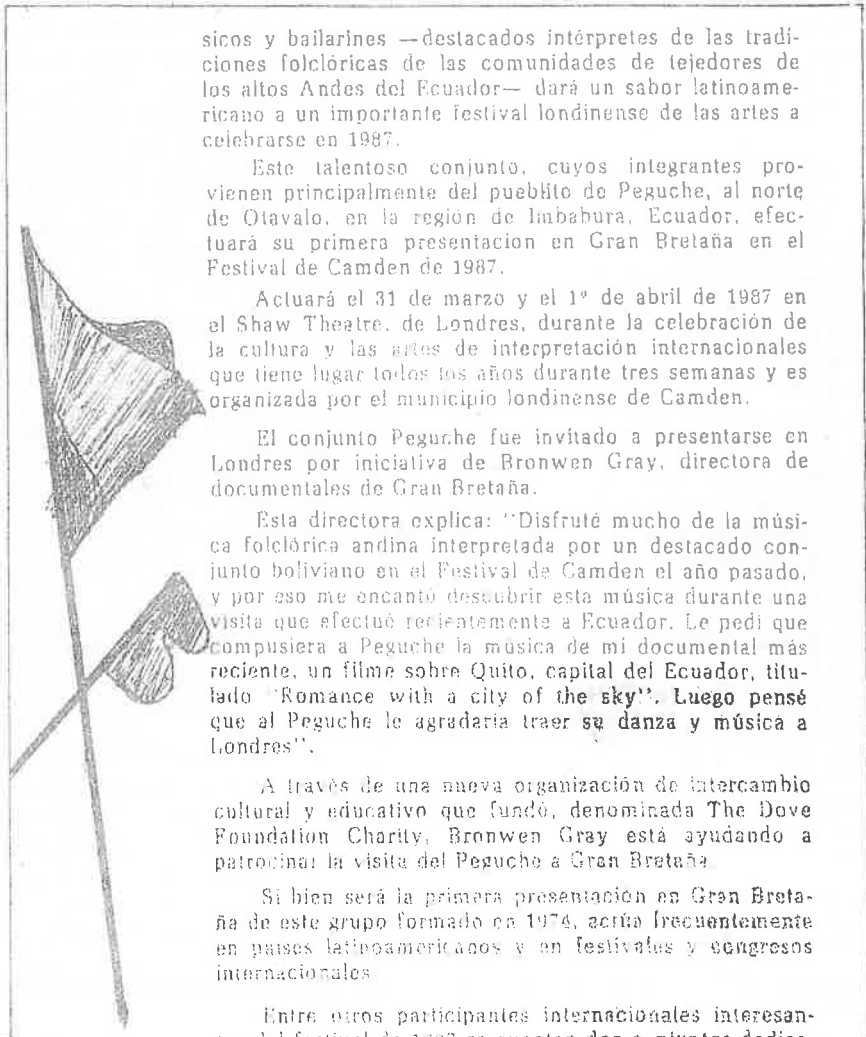 sicos y bailarines —destacados intérpretes de las tradi-
ciones folclóricas de las comunidades de tejedores de
los altos Andes del Ecuador— dará un sabor latinoame-
ricano a un importante festival londinense de las artes a
celebrarse en 1987.
Este talentoso conjunto, cuyos integrantes pro-
vienen principalmente del pueblito de Peguche, al norte
de Otavalo, en la región de Imbabura, Ecuador, efec-
tuará su primera presentacion en Gran Bretaña en el
Festival de Camden de 1987.
Actuará el 31 de marzo y el 1º de abril de 1987 en
el Shaw Theatre, de Londres, durante la celebración de
la cultura y las artes de interpretación internacionales
que tiene lugar todos los años durante tres semanas y es
organizada por el municipio londinense de Camden.
El conjunto Peguche fue invitado a presentarse en
Londres por iniciativa de Bronwen Gray, directora de
documentales de Gran Bretaña.
Esta directora explica: "Disfruté mucho de la músi-
ca folclórica andina interpretada por un destacado con-
junto boliviano en el Festival de Camden el año pasado,
y por eso me encantó descubrir esta música durante una
visita que efectué recientemente a Ecuador. Le pedi que
compusiera a Peguche la música de mi documental más
reciente, un filme sobre Quito, capital del Ecuador, titu-
lado "Romance with a city of the sky". Luego pensé
que al Peguche le agradaria traer su danza y música a
Londres".
A través de una nueva organización de intercambio
cultural y educativo que fundó, denominada The Dove
Foundation Charity, Bronwen Gray está ayudando a
patrocinar la visita del Peguche a Gran Bretaña
Si bien será la primera presentación en Gran Breta-
ña de este grupo formado en 1974, actúa frecuentemente
en paises latinoamericanos y en festivales y congresos
internacionales
Entre otros participantes internacionales interesan-
festival de 1987 se cuentan